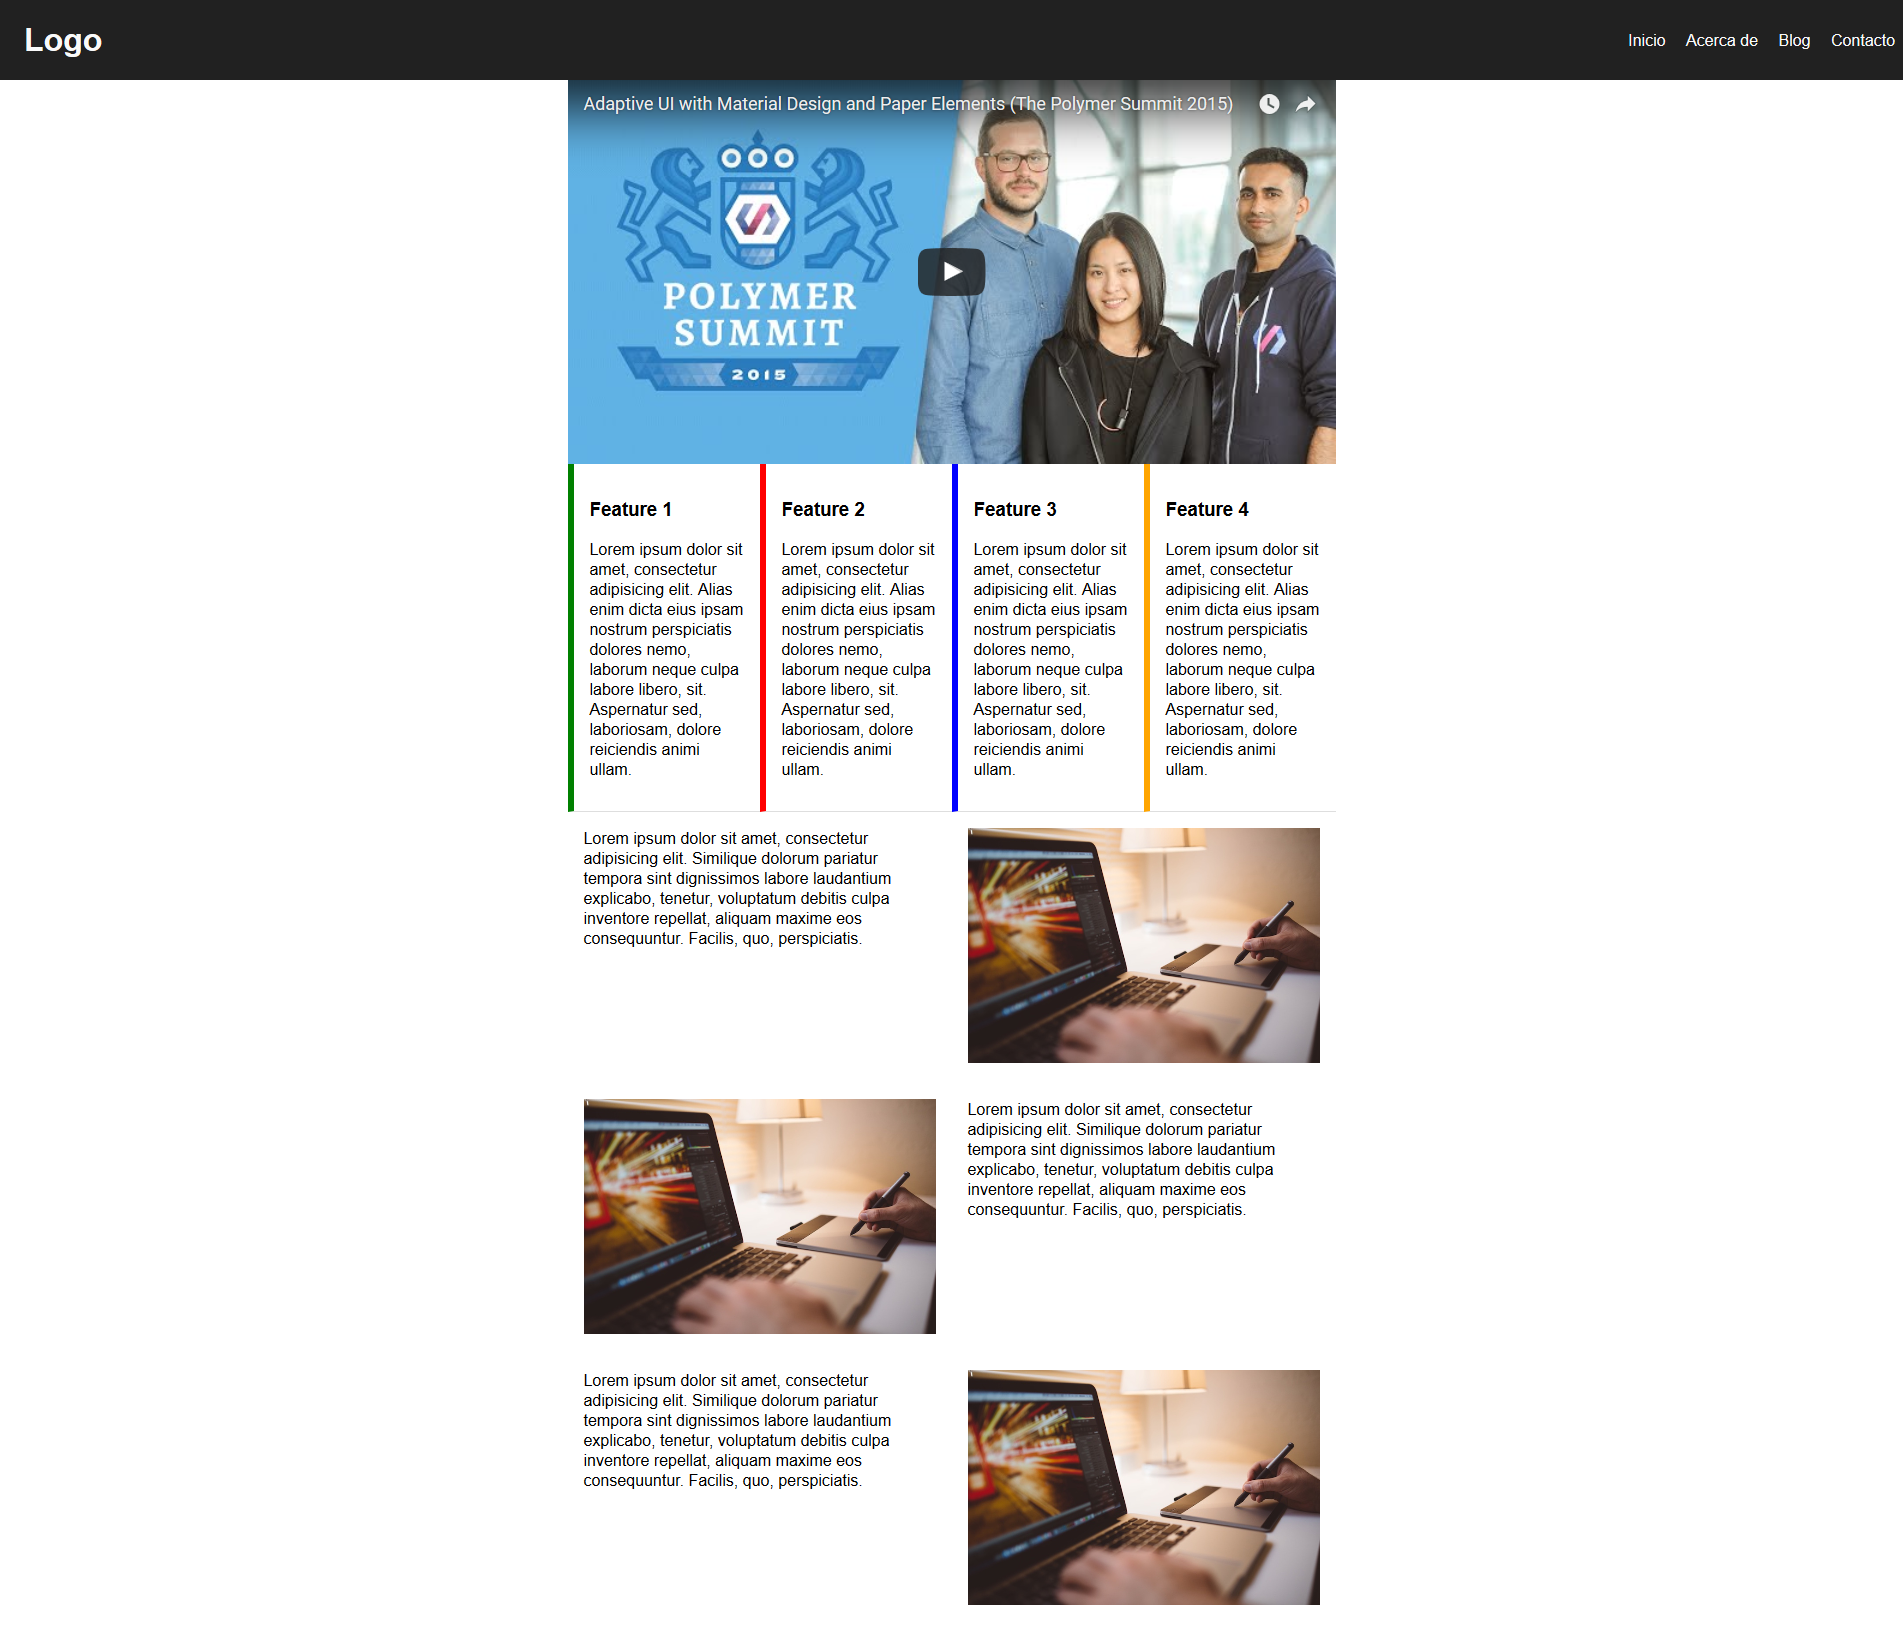 Logo
Inicio Acerca de Blog Contacto
Adaptive UI with Material Design and Paper Elements (The Polymer Summit 2015)
POLYMER
SUMMIT
2015
Feature 1
Lorem ipsum dolor sit
amet, consectetur
adipisicing elit. Alias
enim dicta eius ipsam
nostrum perspiciatis
dolores nemo,
laborum neque culpa
labore libero, sit.
Aspernatur sed,
laboriosam, dolore
reiciendis animi
ullam.
Feature 2
Lorem ipsum dolor sit
amet, consectetur
adipisicing elit. Alias
enim dicta eius ipsam
nostrum perspiciatis
dolores nemo,
laborum neque culpa
labore libero, sit.
Aspernatur sed,
laboriosam, dolore
reiciendis animi
ullam.
Feature 3
Lorem ipsum dolor sit
amet, consectetur
adipisicing elit. Alias
enim dicta eius ipsam
nostrum perspiciatis
dolores nemo,
laborum neque culpa
labore libero, sit.
Aspernatur sed,
laboriosam, dolore
reiciendis animi
ullam.
Feature 4
Lorem ipsum dolor sit
amet, consectetur
adipisicing elit. Alias
enim dicta eius ipsam
nostrum perspiciatis
dolores nemo,
laborum neque culpa
labore libero, sit.
Aspernatur sed,
laboriosam, dolore
reiciendis animi
ullam.
Lorem ipsum dolor sit amet, consectetur
adipisicing elit. Similique dolorum pariatur
tempora sint dignissimos labore laudantium
explicabo, tenetur, voluptatum debitis culpa
inventore repellat, aliquam maxime eos
consequuntur. Facilis, quo, perspiciatis.
Lorem ipsum dolor sit amet, consectetur
adipisicing elit. Similique dolorum pariatur
tempora sint dignissimos labore laudantium
explicabo, tenetur, voluptatum debitis culpa
inventore repellat, aliquam maxime eos
consequuntur. Facilis, quo, perspiciatis.
Lorem ipsum dolor sit amet, consectetur
adipisicing elit. Similique dolorum pariatur
tempora sint dignissimos labore laudantium
explicabo, tenetur, voluptatum debitis culpa
inventore repellat, aliquam maxime eos
consequuntur. Facilis, quo, perspiciatis.